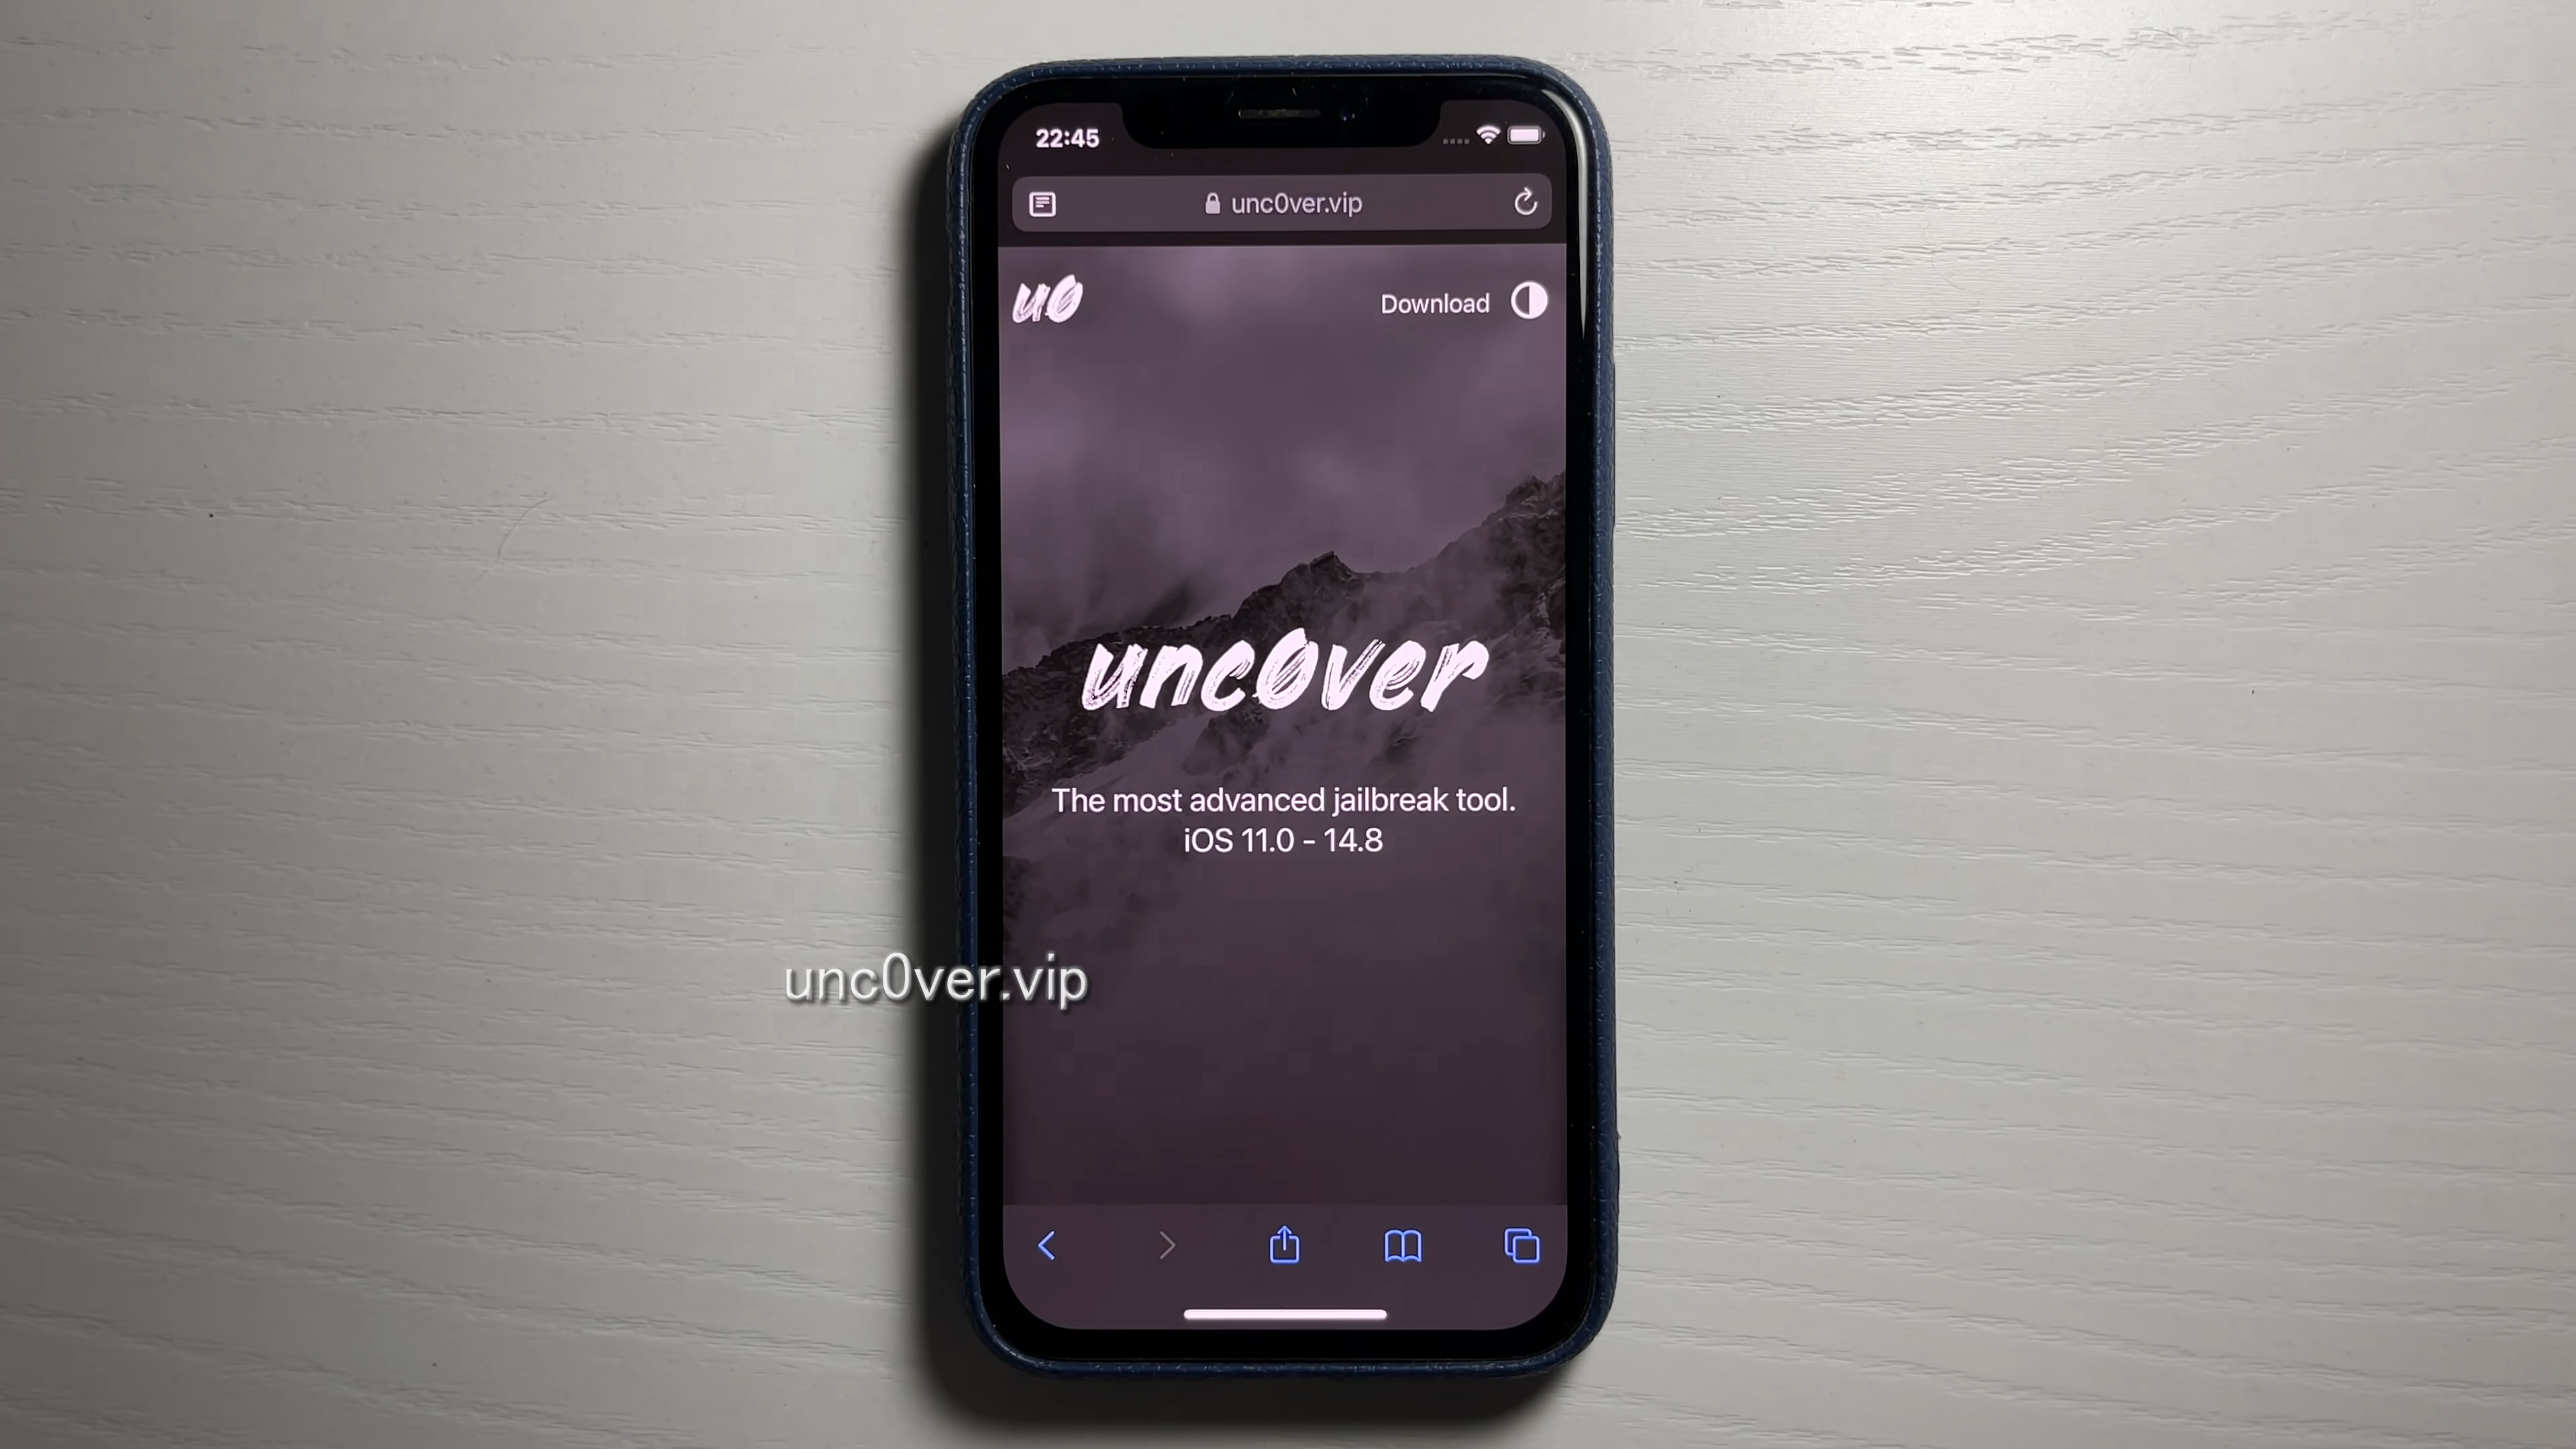 22:45
unc0ver.vip
u0
Download
unc0ver
The most advanced jailbreak tool.
iOS 11.0 - 14.8
unc0ver.vip